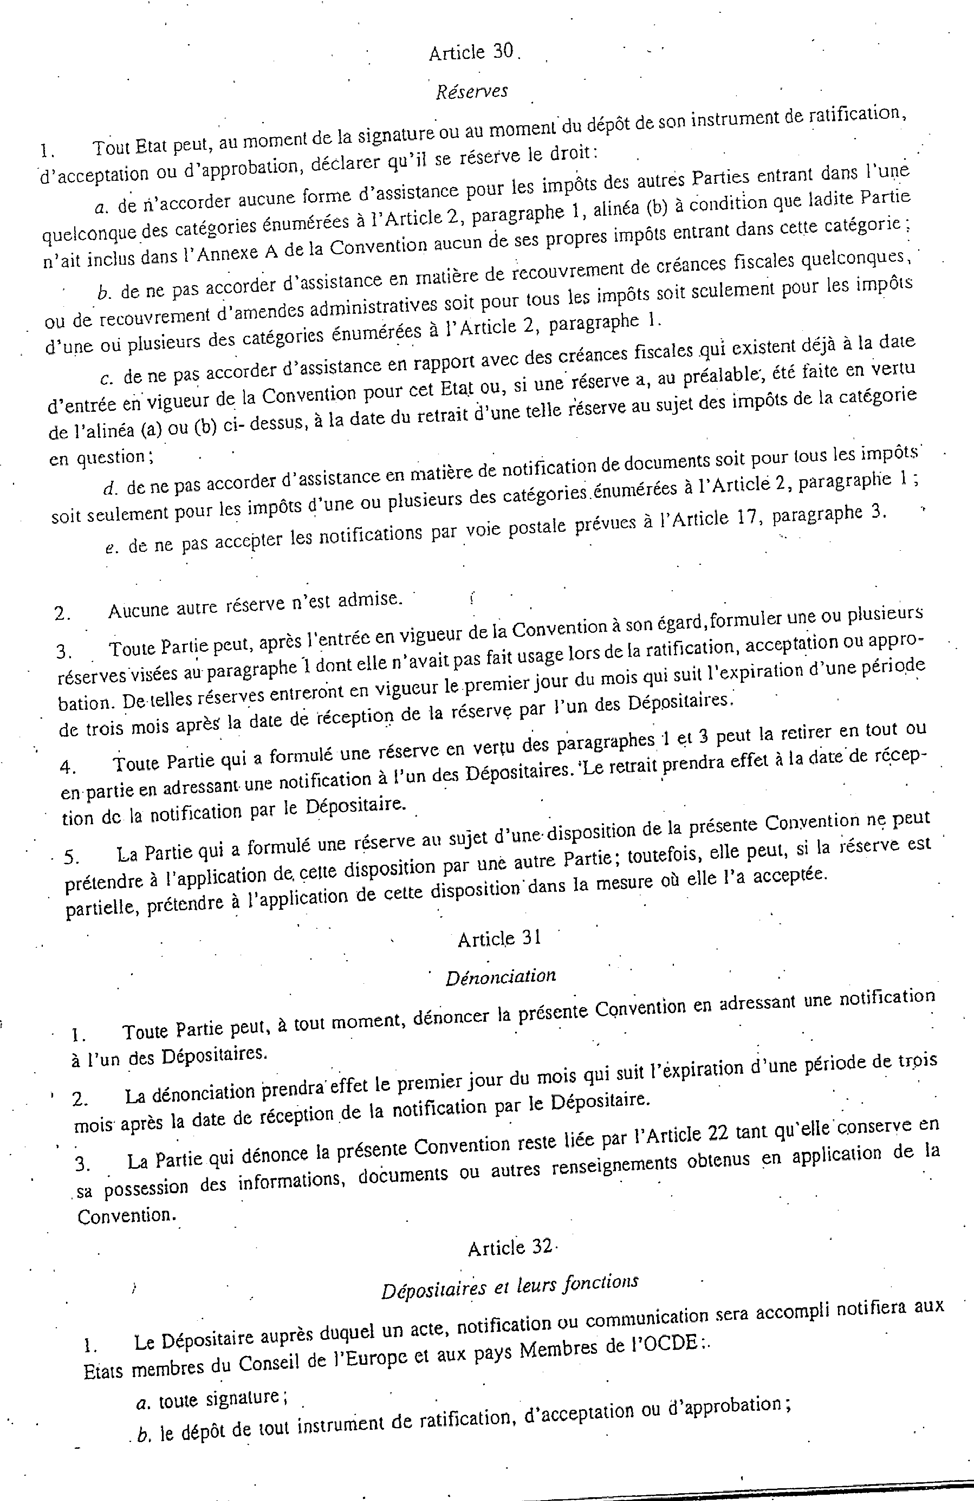 Article 30
Réserves
1. Tout Etat peut, au moment de la signature ou au moment du dépôt de son instrument de ratification,
d'acceptation ou d'approbation, déclarer qu'il se réserve le droit:
a. de n'accorder aucune forme d'assistance pour les impôts des autres Parties entrant dans l'une
quelconque des catégories énumérées à l'Article 2, paragraphe 1, alinéa (b) à condition que ladite Partie
n'ait inclus dans l'Annexe A de la Convention aucun de ses propres impôts entrant dans cette catégorie;
b. de ne pas accorder d'assistance en matière de recouvrement de créances fiscales quelconques,
ou de recouvrement d'amendes administratives soit pour tous les impôts soit seulement pour les impôts
d'une ou plusieurs des catégories énumérées à l'Article 2, paragraphe 1.
c. de ne pas accorder d'assistance en rapport avec des créances fiscales qui existent déjà à la date
d'entrée en vigueur de la Convention pour cet Etat ou, si une réserve a, au préalable, été faite en vertu
de l'alinéa (a) ou (b) ci-dessus, à la date du retrait d'une telle réserve au sujet des impôts de la catégorie
en question;
d. de ne pas accorder d'assistance en matière de notification de documents soit pour tous les impôts
soit seulement pour les impôts d'une ou plusieurs des catégories énumérées à l'Article 2, paragraphe 1;
e. de ne pas accepter les notifications par voie postale prévues à l'Article 17, paragraphe 3.
2. Aucune autre réserve n'est admise.
3. Toute Partie peut, après l'entrée en vigueur de la Convention à son égard, formuler une ou plusieurs
réserves visées au paragraphe 1 dont elle n'avait pas fait usage lors de la ratification, acceptation ou appro-
bation. De telles réserves entreront en vigueur le premier jour du mois qui suit l'expiration d'une période
de trois mois après la date de réception de la réserve par l'un des Dépositaires.
4. Toute Partie qui a formulé une réserve en vertu des paragraphes 1 et 3 peut la retirer en tout ou
en partie en adressant une notification à l'un des Dépositaires. Le retrait prendra effet à la date de récep-
tion de la notification par le Dépositaire.
5. La Partie qui a formulé une réserve au sujet d'une disposition de la présente Convention ne peut
prétendre à l'application de cette disposition par une autre Partie; toutefois, elle peut, si la réserve est
partielle, prétendre à l'application de cette disposition dans la mesure où elle l'a acceptée.
Article 31
Dénonciation
1. Toute Partie peut, à tout moment, dénoncer la présente Convention en adressant une notification
à l'un des Dépositaires.
2. La dénonciation prendra effet le premier jour du mois qui suit l'expiration d'une période de trois
mois après la date de réception de la notification par le Dépositaire.
3. La Partie qui dénonce la présente Convention reste liée par l'Article 22 tant qu'elle conserve en
sa possession des informations, documents ou autres renseignements obtenus en application de la
Convention.
Article 32
Dépositaires et leurs fonctions
1. Le Dépositaire auprès duquel un acte, notification ou communication sera accompli notifiera aux
Etats membres du Conseil de l'Europe et aux pays Membres de l'OCDE:
a. toute signature;
b. le dépôt de tout instrument de ratification, d'acceptation ou d'approbation;